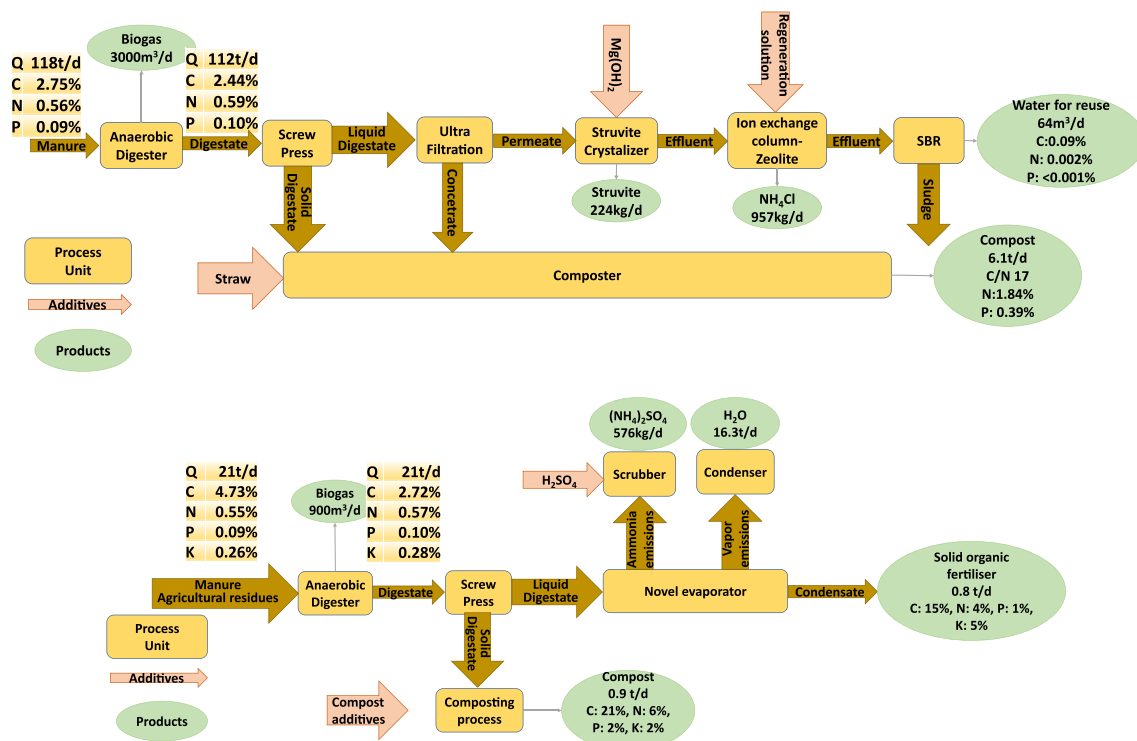 Biogas
3000m³/d
Q 118t/d
C 2.75%
N 0.56%
P 0.09%
Manure
Anaerobic
Digester
Q 112t/d
C 2.44%
N 0.59%
P 0.10%
Digestate
Screw
Press
Liquid
Digestate
Ultra
Filtration
Permeate
Mg(OH)₂
Struvite
Crystalizer
Effluent
Regeneration
solution
Ion exchange
column-
Zeolite
Effluent
SBR
Water for reuse
64m³/d
C:0.09%
N: 0.002%
P: <0.001%
Solid
Digestate
Concetrate
Struvite
224kg/d
NH₄Cl
957kg/d
Sludge
Straw
Composter
Compost
6.1t/d
C/N 17
N:1.84%
P: 0.39%
Process
Unit
Additives
Products
Q 21t/d
C 4.73%
N 0.55%
P 0.09%
K 0.26%
Manure
Agricultural residues
Biogas
900m³/d
Anaerobic
Digester
Q 21t/d
C 2.72%
N 0.57%
P 0.10%
K 0.28%
Digestate
Screw
Press
Liquid
Digestate
H₂SO₄
(NH₄)₂SO₄
576kg/d
Scrubber
H₂O
16.3t/d
Condenser
Ammonia
emissions
Vapor
emissions
Novel evaporator
Condensate
Solid organic
fertiliser
0.8 t/d
C: 15%, N: 4%, P: 1%,
K: 5%
Solid
Digestate
Compost
additives
Composting
process
Compost
0.9 t/d
C: 21%, N: 6%,
P: 2%, K: 2%
Process
Unit
Additives
Products